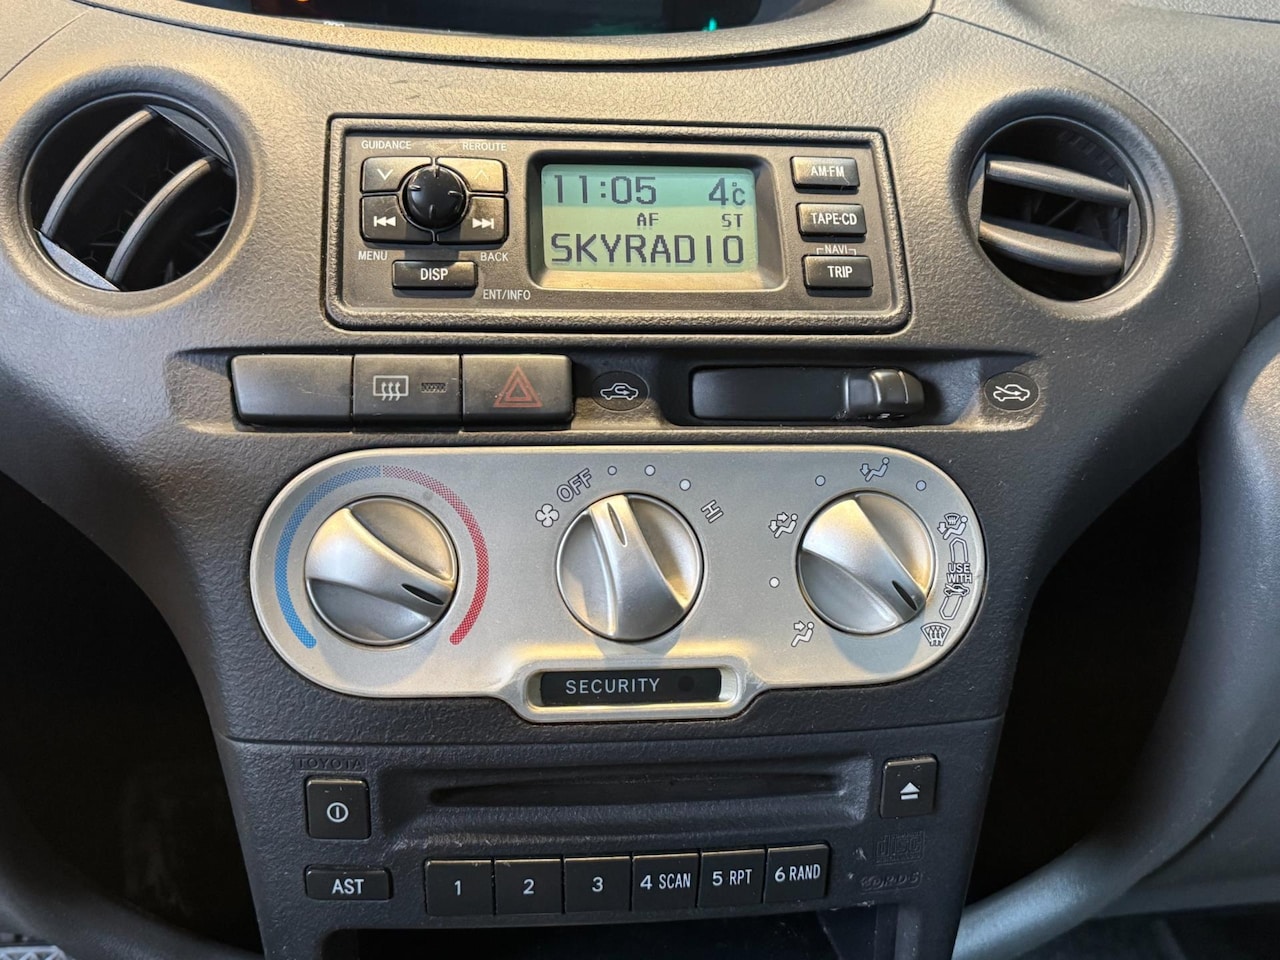 GUIDANCE
REROUTE
MENU
BACK
DISP
ENT/INFO
11:05 4°C
AF ST
SKYRADIO
AM·FM
TAPE·CD
NAVI
TRIP
OFF
HI
USE
WITH
SECURITY
TOYOTA
AST
1
2
3
4 SCAN
5 RPT
6 RAND